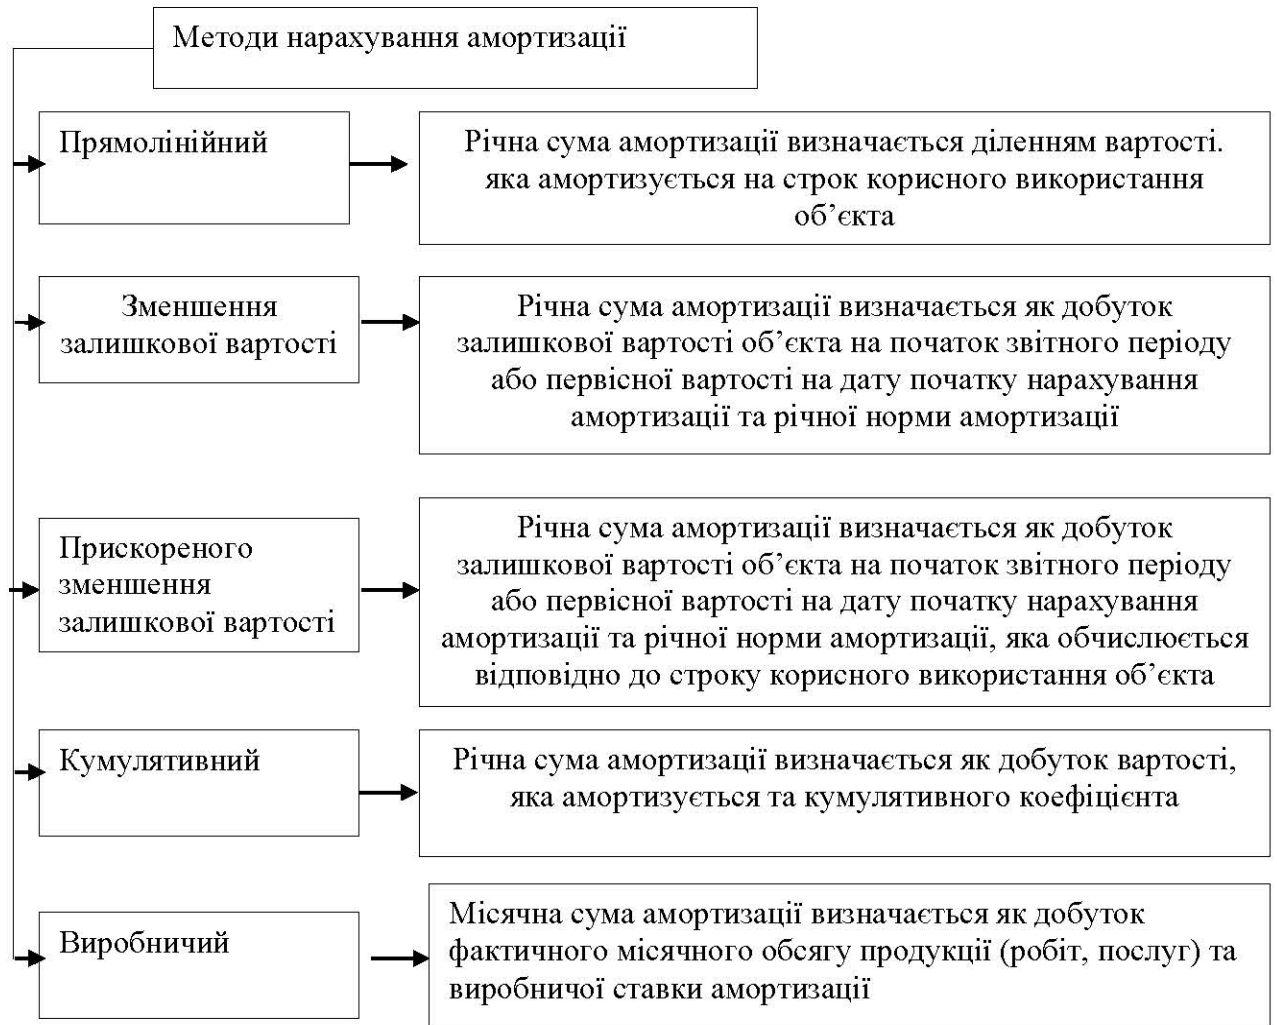 Методи нарахування амортизації
Прямолінійний
Річна сума амортизації визначається діленням вартості.
яка амортизується на строк корисного використання
об’єкта
Зменшення
залишкової вартості
Річна сума амортизації визначається як добуток
залишкової вартості об’єкта на початок звітного періоду
або первісної вартості на дату початку нарахування
амортизації та річної норми амортизації
Прискореного
зменшення
залишкової вартості
Річна сума амортизації визначається як добуток
залишкової вартості об’єкта на початок звітного періоду
або первісної вартості на дату початку нарахування
амортизації та річної норми амортизації, яка обчислюється
відповідно до строку корисного використання об’єкта
Кумулятивний
Річна сума амортизації визначається як добуток вартості,
яка амортизується та кумулятивного коефіцієнта
Виробничий
Місячна сума амортизації визначається як добуток
фактичного місячного обсягу продукції (робіт, послуг) та
виробничої ставки амортизації